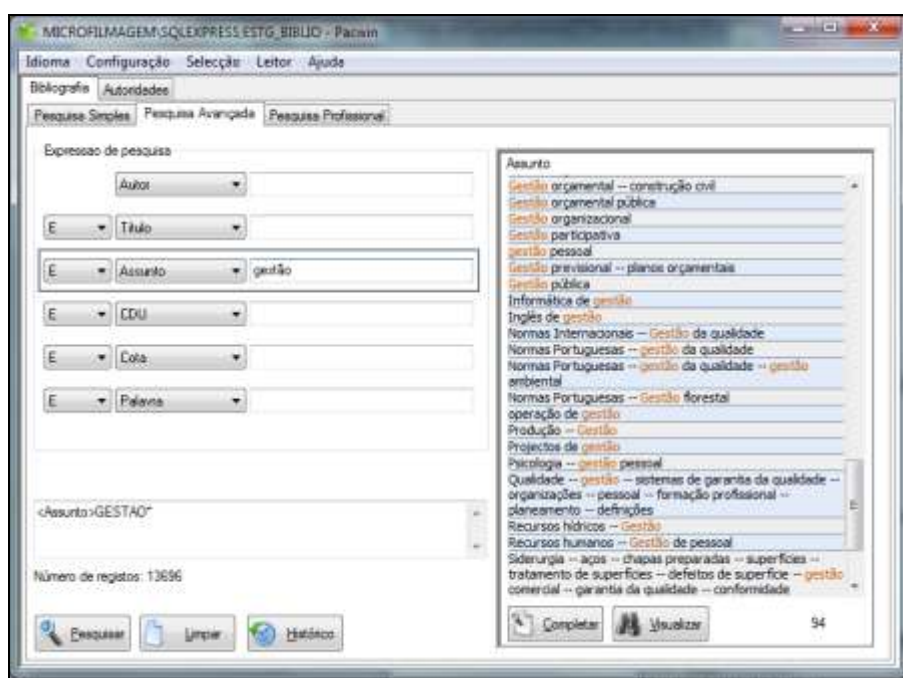 MICROFILMAGEM\SQLEXPRESS.ESTG_BIBLIO - Pacwin
Idioma Configuração Selecção Leitor Ajuda
Bibliografia Autoridades
Pesquisa Simples Pesquisa Avançada Pesquisa Profissional
Expressao de pesquisa
Autor
E Título
E Assunto gestão
E CDU
E Cota
E Palavra
<Assunto>GESTAO*
Número de registos: 13696
Pesquisar Limpar Histórico
Assunto
Gestão orçamental -- construção civil
Gestão orçamental pública
Gestão organizacional
Gestão participativa
gestão pessoal
Gestão previsional -- planos orçamentais
Gestão pública
Informática de gestão
Inglês de gestão
Normas Internacionais -- Gestão da qualidade
Normas Portuguesas -- gestão da qualidade
Normas Portuguesas -- gestão da qualidade -- gestão
ambiental
Normas Portuguesas -- Gestão florestal
operação de gestão
Produção -- Gestão
Projectos de gestão
Psicologia -- gestão pessoal
Qualidade -- gestão -- sistemas de garantia da qualidade --
organizações -- pessoal -- formação profissional --
planeamento -- definições
Recursos hídricos -- Gestão
Recursos humanos -- Gestão de pessoal
Siderurgia -- aços -- chapas preparadas -- superfícies --
tratamento de superfícies -- defeitos de superfície -- gestão
comercial -- garantia da qualidade -- conformidade
Completar Visualizar 94